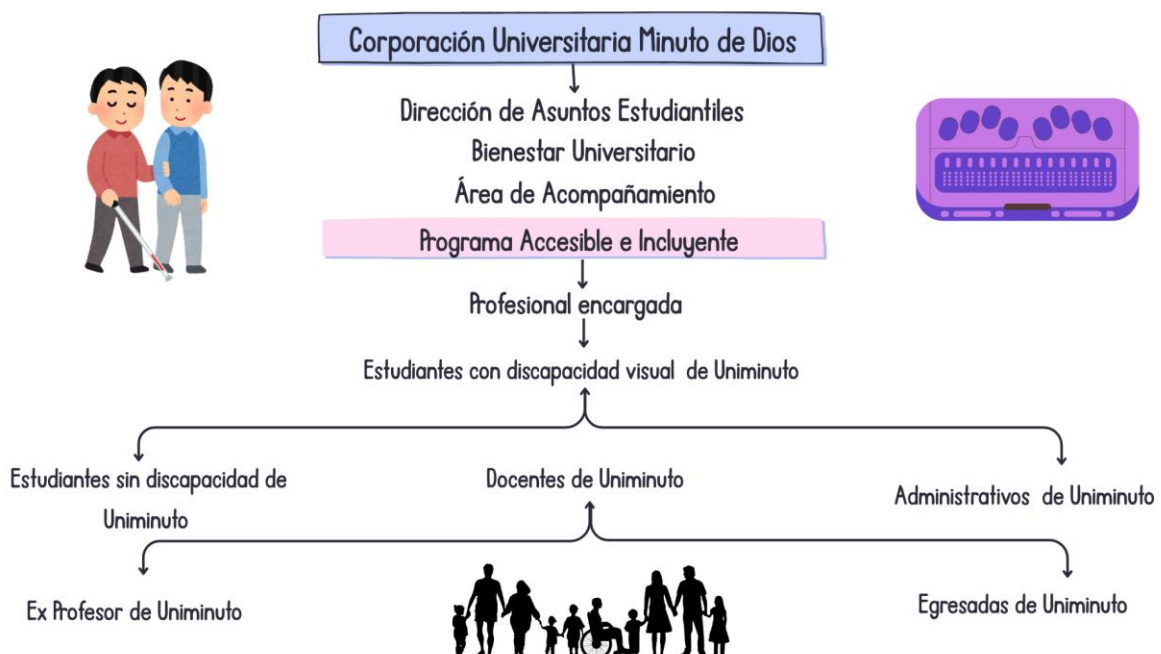 Corporación Universitaria Minuto de Dios
Dirección de Asuntos Estudiantiles
Bienestar Universitario
Área de Acompañamiento
Programa Accesible e Incluyente
Profesional encargada
Estudiantes con discapacidad visual de Uniminuto
Estudiantes sin discapacidad de
Uniminuto
Docentes de Uniminuto
Administrativos de Uniminuto
Ex Profesor de Uniminuto
Egresadas de Uniminuto